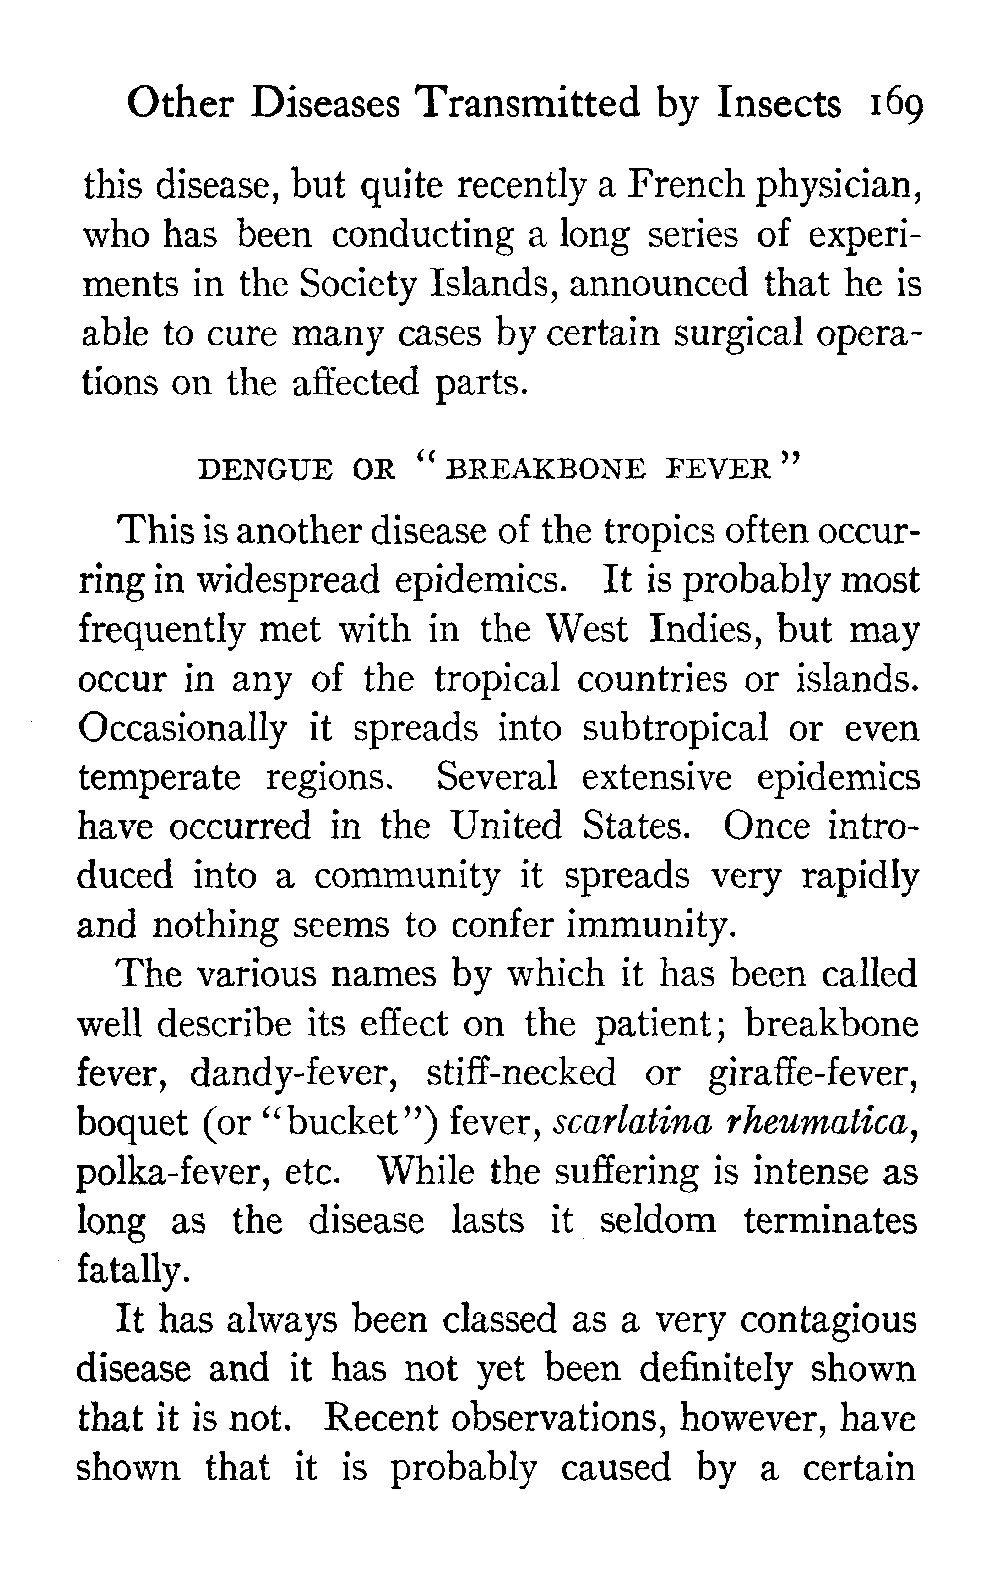 Other Diseases Transmitted by Insects 169
this disease, but quite recently a French physician,
who has been conducting a long series of experi-
ments in the Society Islands, announced that he is
able to cure many cases by certain surgical opera-
tions on the affected parts.
DENGUE OR "BREAKBONE FEVER"
This is another disease of the tropics often occur-
ring in widespread epidemics. It is probably most
frequently met with in the West Indies, but may
occur in any of the tropical countries or islands.
Occasionally it spreads into subtropical or even
temperate regions. Several extensive epidemics
have occurred in the United States. Once intro-
duced into a community it spreads very rapidly
and nothing seems to confer immunity.
The various names by which it has been called
well describe its effect on the patient; breakbone
fever, dandy-fever, stiff-necked or giraffe-fever,
boquet (or "bucket") fever, scarlatina rheumatica,
polka-fever, etc. While the suffering is intense as
long as the disease lasts it seldom terminates
fatally.
It has always been classed as a very contagious
disease and it has not yet been definitely shown
that it is not. Recent observations, however, have
shown that it is probably caused by a certain